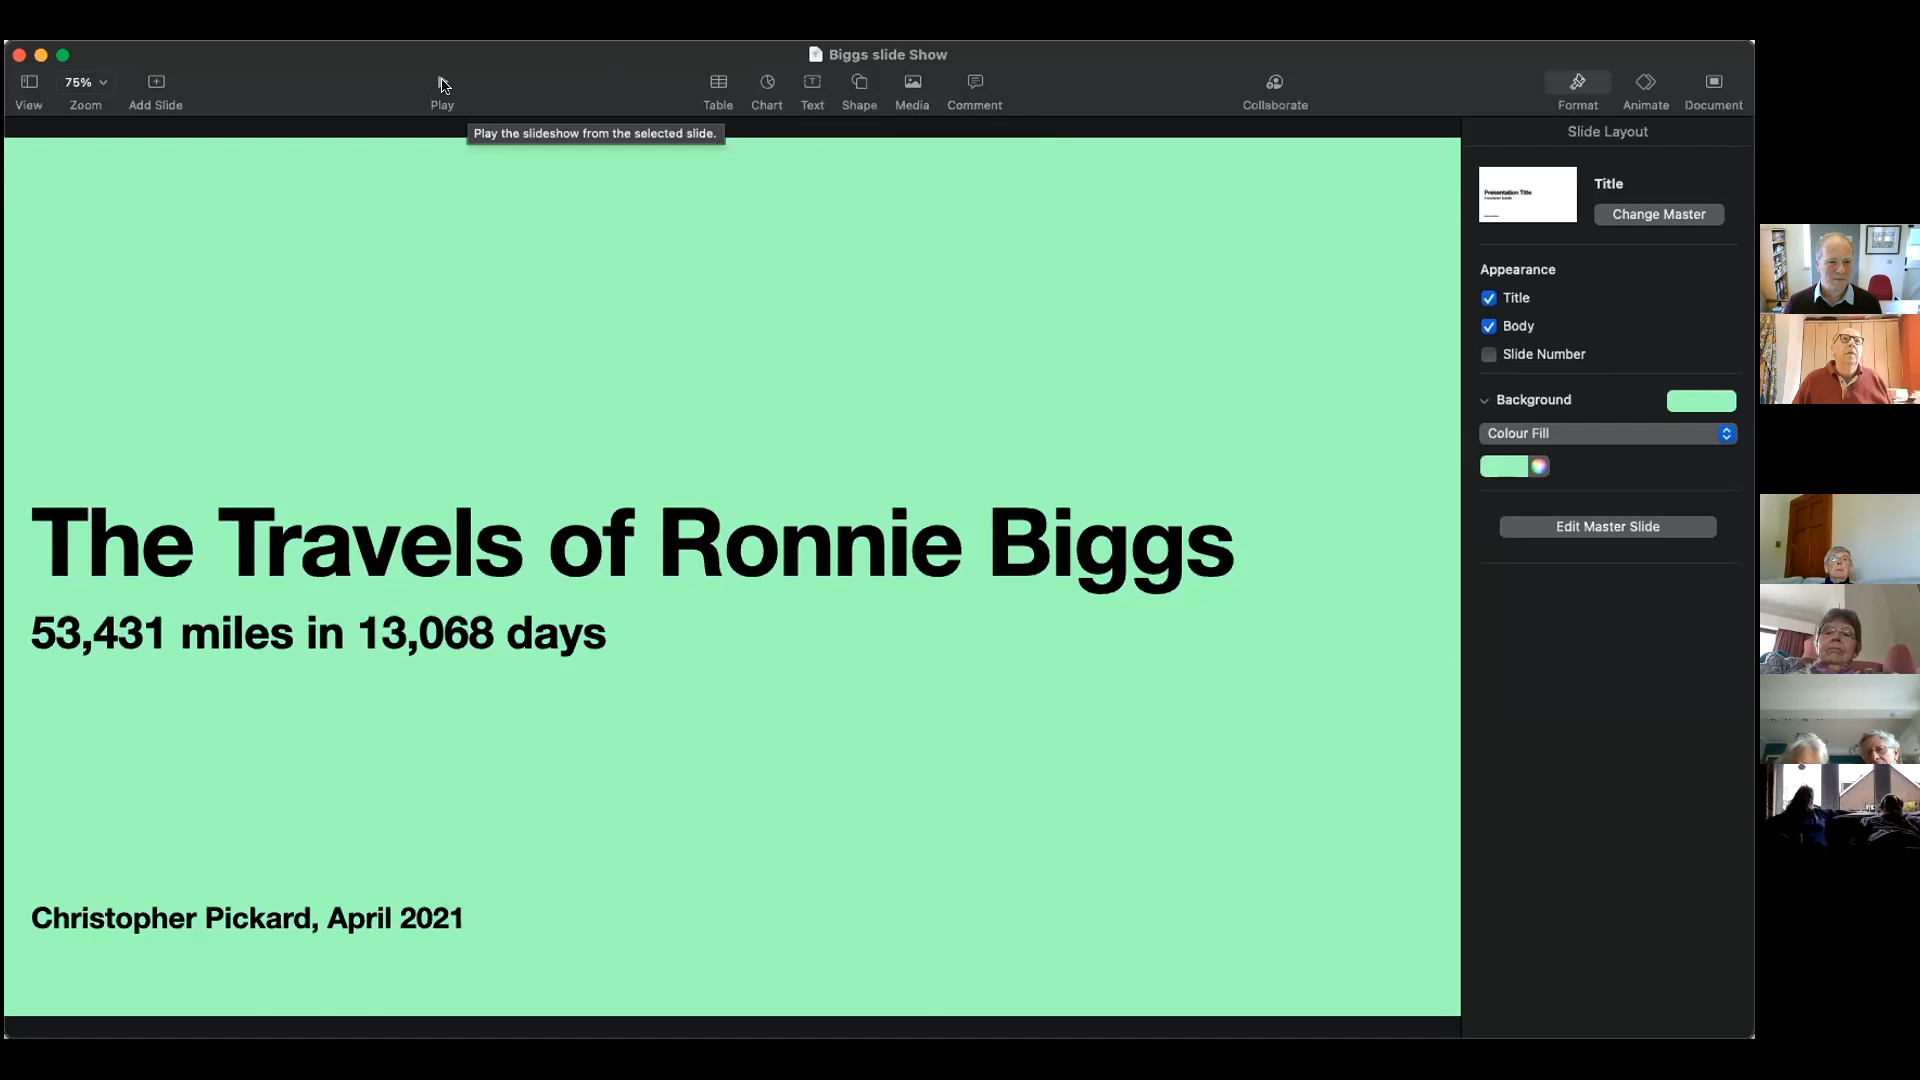 Biggs slide Show
75%
View
Zoom
Add Slide
Play
Table
Chart
Text
Shape
Media
Comment
Collaborate
Format
Animate
Document
Play the slideshow from the selected slide.
Slide Layout
Presentation Title
Title
Change Master
Appearance
Title
Body
Slide Number
Background
Colour Fill
Edit Master Slide
The Travels of Ronnie Biggs
53,431 miles in 13,068 days
Christopher Pickard, April 2021